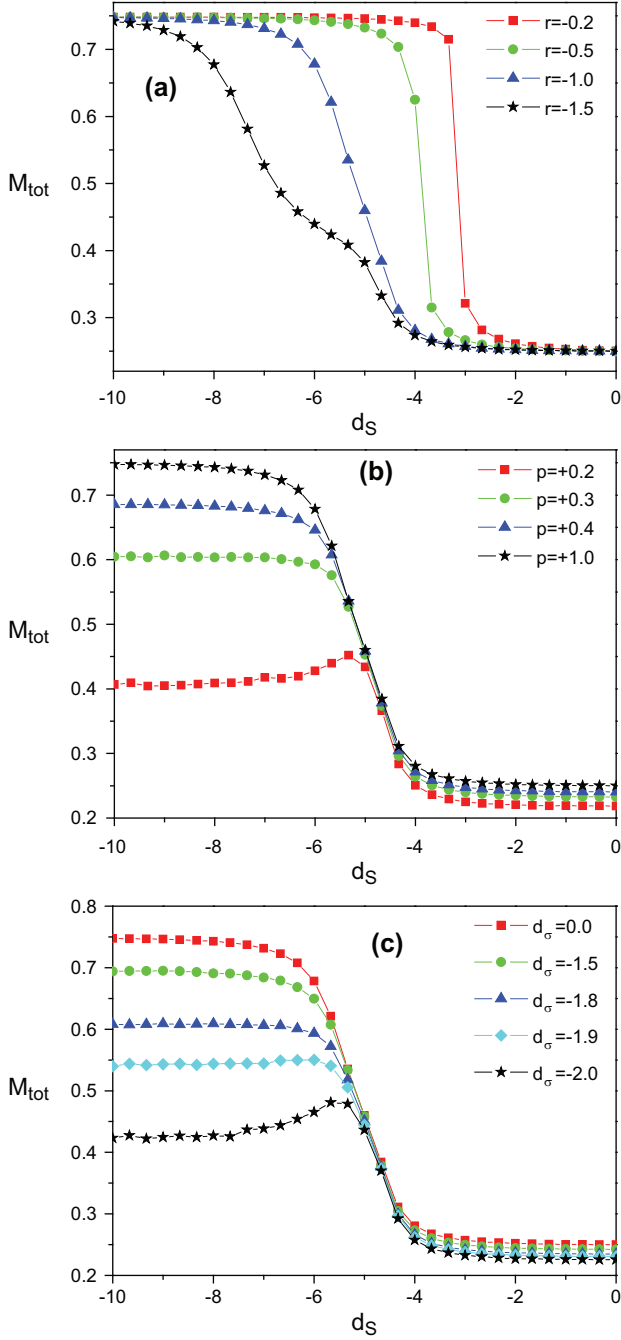 (a)
r=-0.2
r=-0.5
r=-1.0
r=-1.5
0.7
0.5
0.3
M_tot
-10 -8 -6 -4 -2 0
d_S
(b)
p=+0.2
p=+0.3
p=+0.4
p=+1.0
0.7
0.6
0.5
0.4
0.3
0.2
M_tot
-10 -8 -6 -4 -2 0
d_S
(c)
d_σ=0.0
d_σ=-1.5
d_σ=-1.8
d_σ=-1.9
d_σ=-2.0
0.8
0.7
0.6
0.5
0.4
0.3
0.2
M_tot
-10 -8 -6 -4 -2 0
d_S